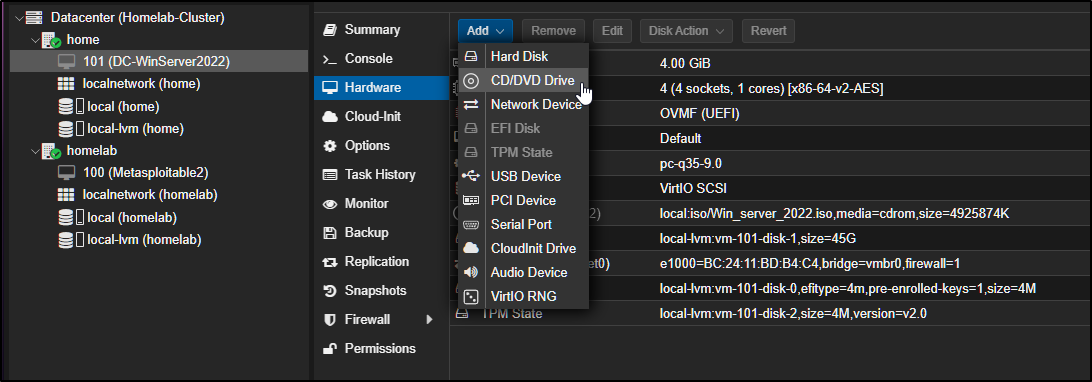 Datacenter (Homelab-Cluster)
home
101 (DC-WinServer2022)
localnetwork (home)
local (home)
local-lvm (home)
homelab
100 (Metasploitable2)
localnetwork (homelab)
local (homelab)
local-lvm (homelab)
Summary
Console
Hardware
Cloud-Init
Options
Task History
Monitor
Backup
Replication
Snapshots
Firewall
Permissions
Add Remove Edit Disk Action Revert
Hard Disk
CD/DVD Drive
Network Device
EFI Disk
TPM State
USB Device
PCI Device
Serial Port
CloudInit Drive
Audio Device
VirtIO RNG
4.00 GiB
4 (4 sockets, 1 cores) [x86-64-v2-AES]
OVMF (UEFI)
Default
pc-q35-9.0
VirtIO SCSI
2) local:iso/Win_server_2022.iso,media=cdrom,size=4925874K
local-lvm:vm-101-disk-1,size=45G
et0) e1000=BC:24:11:BD:B4:C4,bridge=vmbr0,firewall=1
local-lvm:vm-101-disk-0,efitype=4m,pre-enrolled-keys=1,size=4M
TPM State local-lvm:vm-101-disk-2,size=4M,version=v2.0